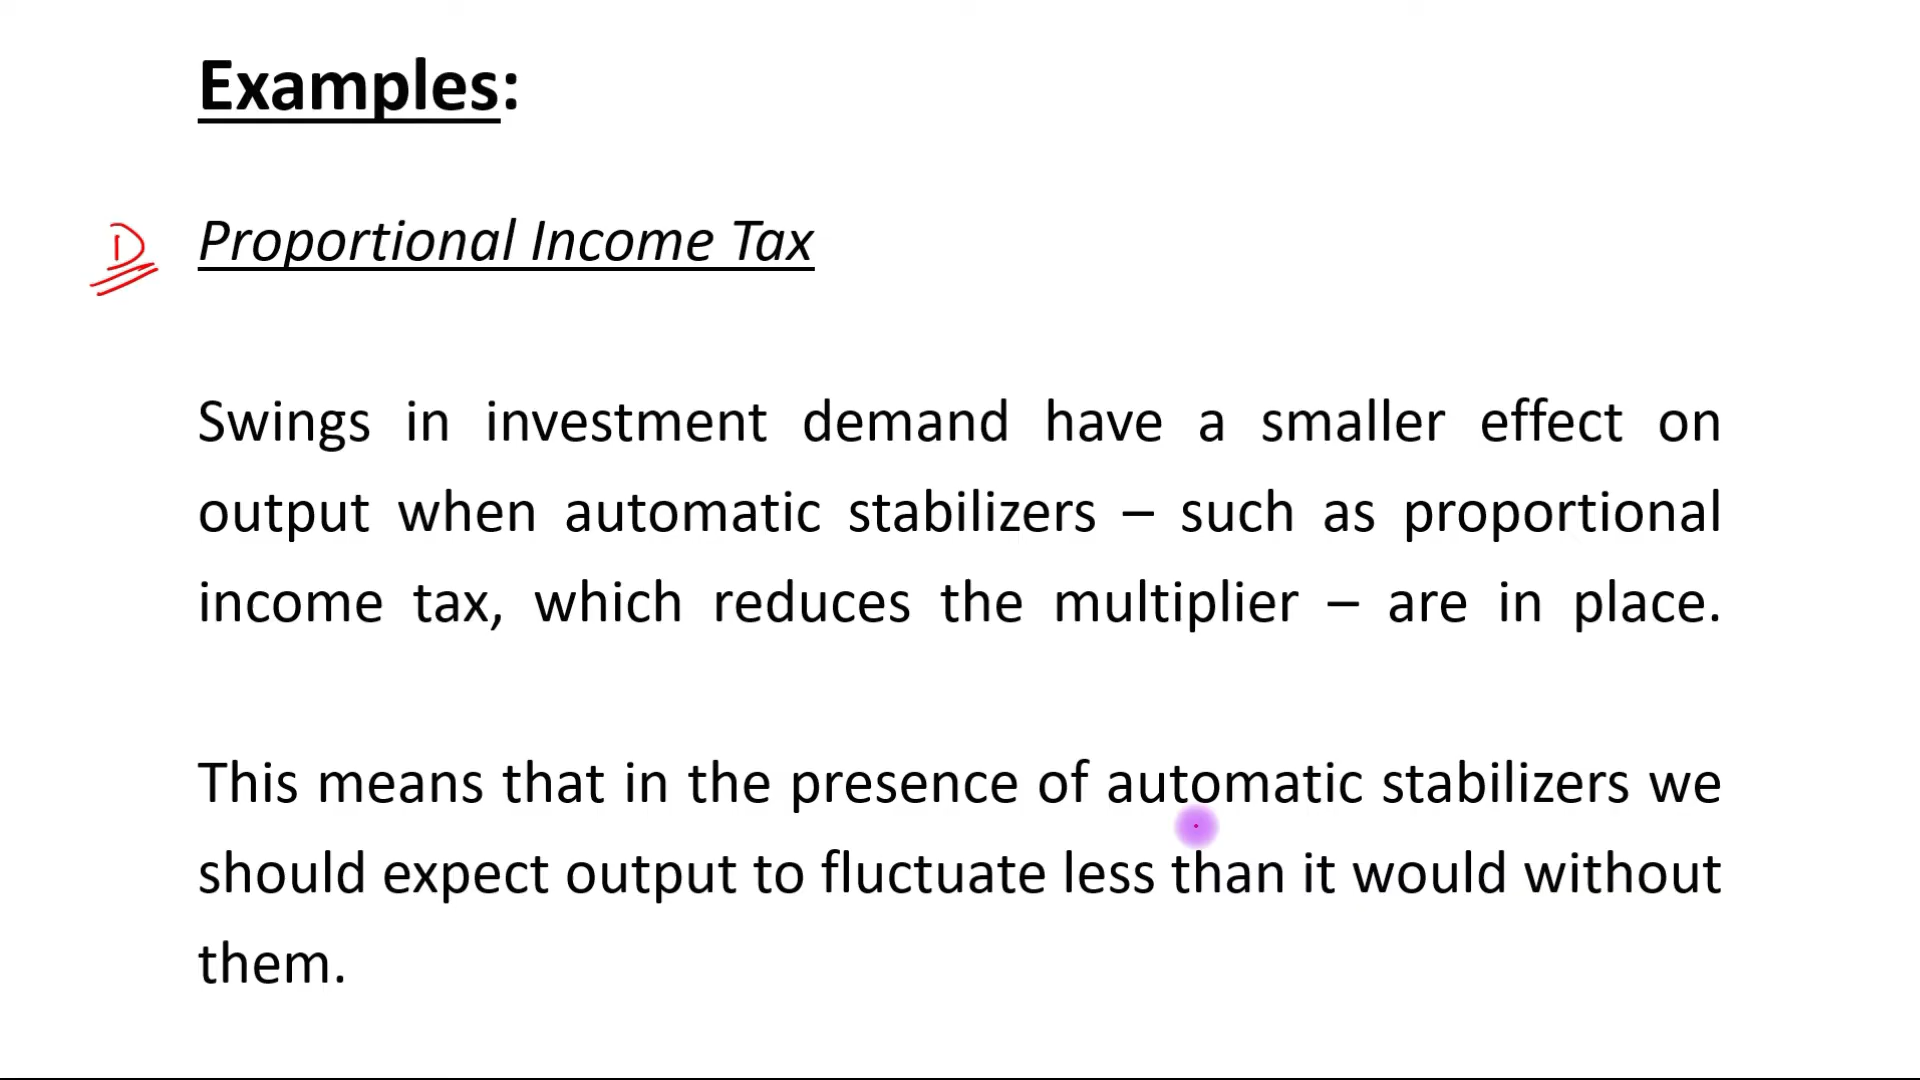 Examples:
1) Proportional Income Tax
Swings in investment demand have a smaller effect on
output when automatic stabilizers – such as proportional
income tax, which reduces the multiplier – are in place.
This means that in the presence of automatic stabilizers we
should expect output to fluctuate less than it would without
them.